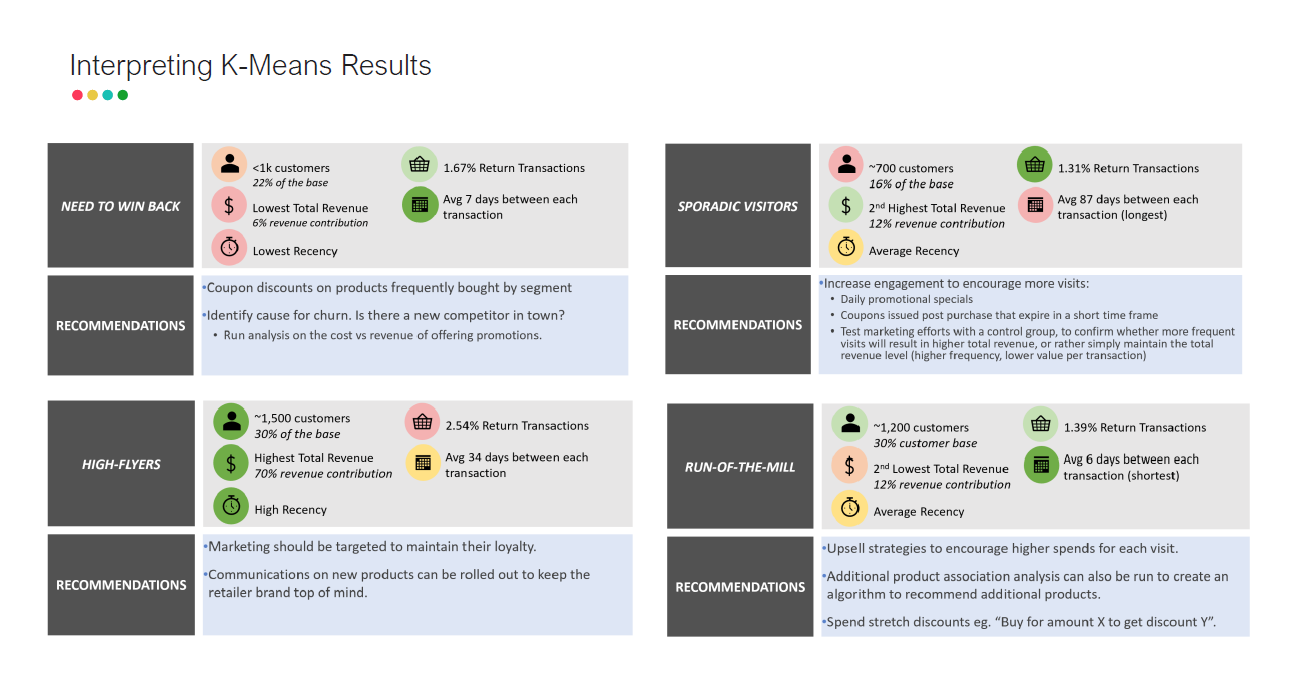 Interpreting K-Means Results
NEED TO WIN BACK
<1k customers
22% of the base
Lowest Total Revenue
6% revenue contribution
Lowest Recency
1.67% Return Transactions
Avg 7 days between each
transaction
RECOMMENDATIONS
•Coupon discounts on products frequently bought by segment
•Identify cause for churn. Is there a new competitor in town?
• Run analysis on the cost vs revenue of offering promotions.
SPORADIC VISITORS
~700 customers
16% of the base
2nd Highest Total Revenue
12% revenue contribution
Average Recency
1.31% Return Transactions
Avg 87 days between each
transaction (longest)
RECOMMENDATIONS
•Increase engagement to encourage more visits:
• Daily promotional specials
• Coupons issued post purchase that expire in a short time frame
• Test marketing efforts with a control group, to confirm whether more frequent
visits will result in higher total revenue, or rather simply maintain the total
revenue level (higher frequency, lower value per transaction)
HIGH-FLYERS
~1,500 customers
30% of the base
Highest Total Revenue
70% revenue contribution
High Recency
2.54% Return Transactions
Avg 34 days between each
transaction
RECOMMENDATIONS
•Marketing should be targeted to maintain their loyalty.
•Communications on new products can be rolled out to keep the
retailer brand top of mind.
RUN-OF-THE-MILL
~1,200 customers
30% customer base
2nd Lowest Total Revenue
12% revenue contribution
Average Recency
1.39% Return Transactions
Avg 6 days between each
transaction (shortest)
RECOMMENDATIONS
•Upsell strategies to encourage higher spends for each visit.
•Additional product association analysis can also be run to create an
algorithm to recommend additional products.
•Spend stretch discounts eg. “Buy for amount X to get discount Y”.